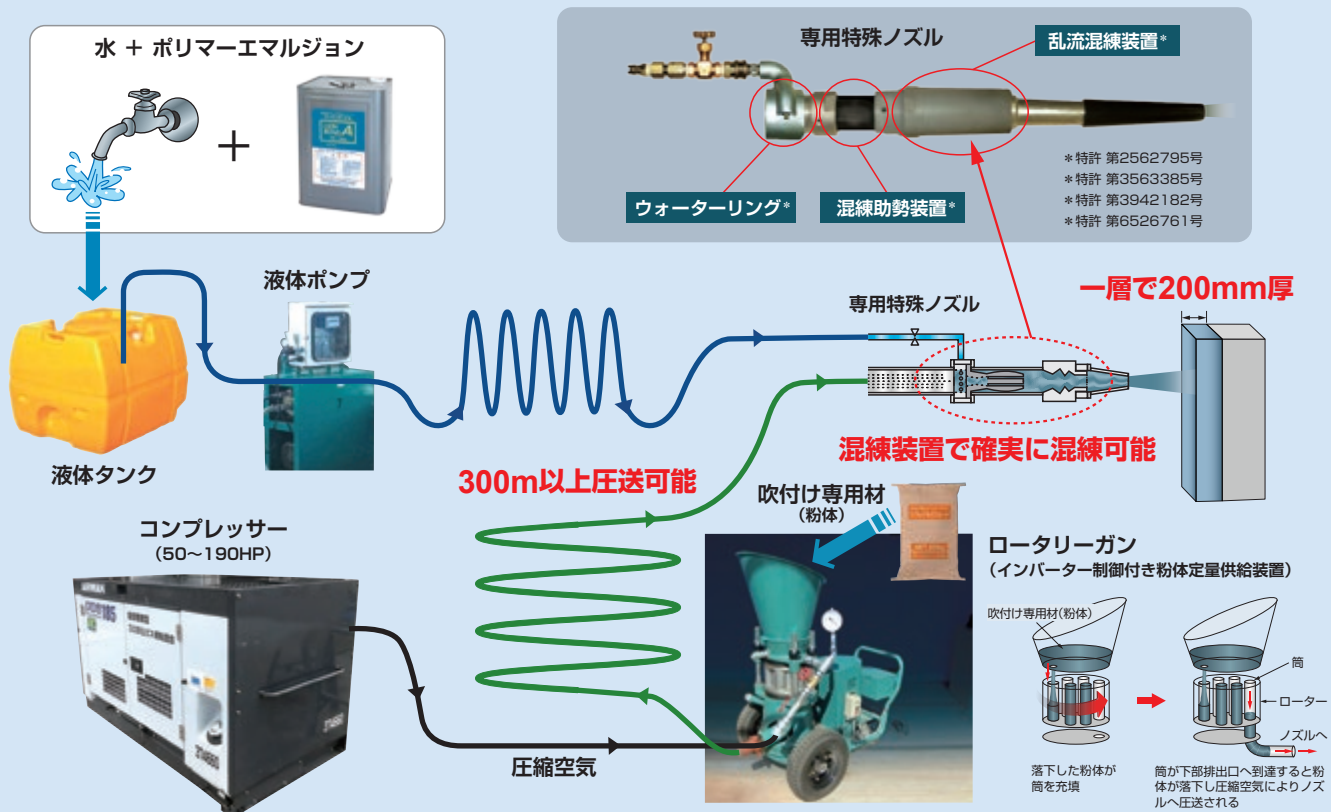 水 + ポリマーエマルジョン
+
専用特殊ノズル
乱流混練装置*
ウォーターリング*
混練助勢装置*
*特許 第2562795号
*特許 第3563385号
*特許 第3942182号
*特許 第6526761号
液体ポンプ
液体タンク
専用特殊ノズル
一層で200mm厚
混練装置で確実に混練可能
300m以上圧送可能
吹付け専用材
(粉体)
コンプレッサー
(50〜190HP)
圧縮空気
ロータリーガン
(インバーター制御付き粉体定量供給装置)
吹付け専用材(粉体)
筒
ローター
ノズルへ
落下した粉体が
筒を充填
筒が下部排出口へ到達すると粉
体が落下し圧縮空気によりノズ
ルへ圧送される